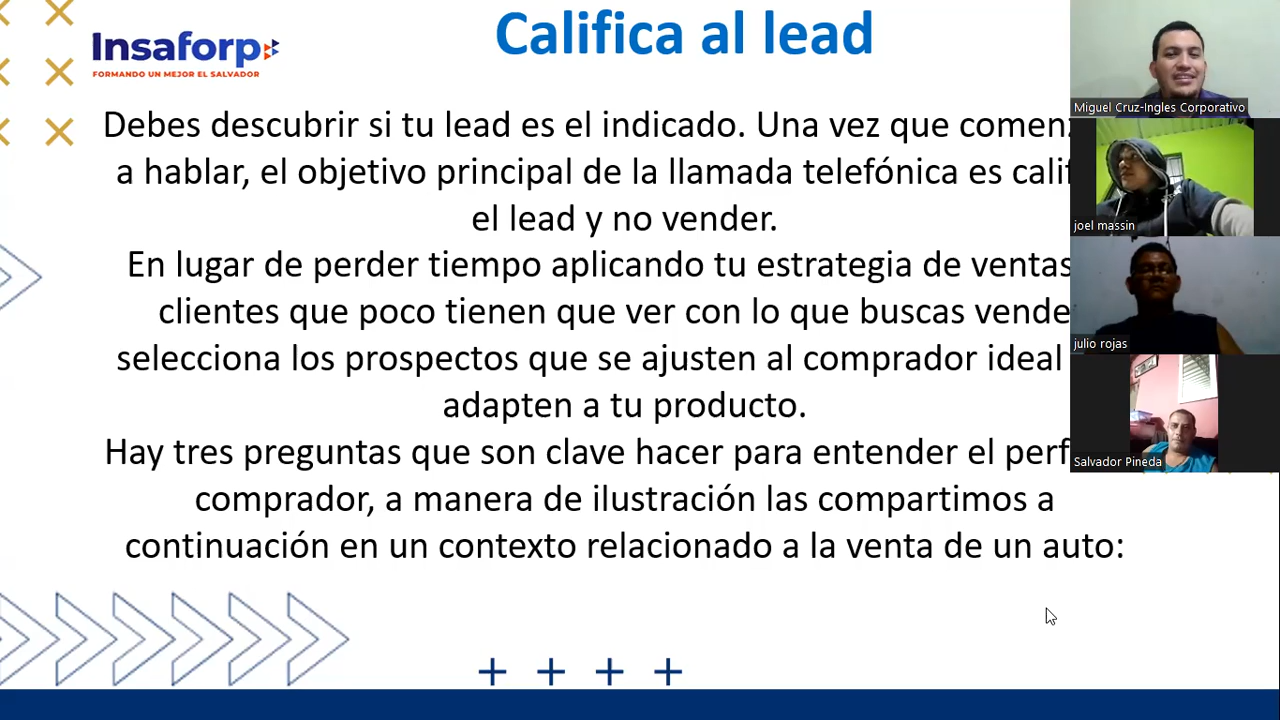 Califica al lead
Insaforp
FORMANDO UN MEJOR EL SALVADOR
Debes descubrir si tu lead es el indicado. Una vez que
a hablar, el objetivo principal de la llamada telefónica es
el lead y no vender.
En lugar de perder tiempo aplicando tu estrategia de ventas
clientes que poco tienen que ver con lo que buscas
selecciona los prospectos que se ajusten al comprador ideal
adapten a tu producto.
Hay tres preguntas que son clave hacer para entender el
comprador, a manera de ilustración las compartimos a
continuación en un contexto relacionado a la venta de un auto:
Miguel Cruz-Ingles Corporativo
joel massin
julio rojas
Salvador Pineda